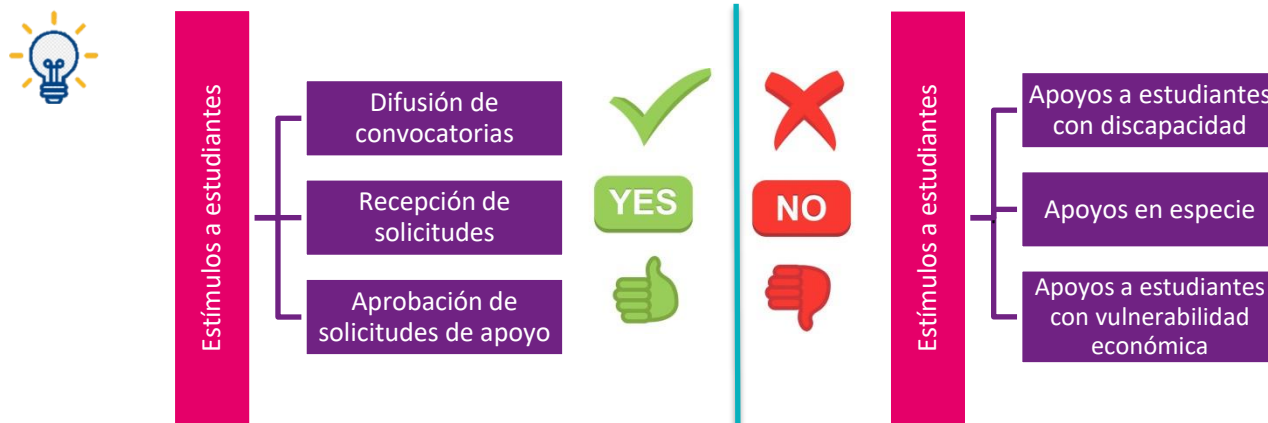 Estímulos a estudiantes
Difusión de
convocatorias
Recepción de
solicitudes
Aprobación de
solicitudes de apoyo
YES
NO
Estímulos a estudiantes
Apoyos a estudiantes
con discapacidad
Apoyos en especie
Apoyos a estudiantes
con vulnerabilidad
económica